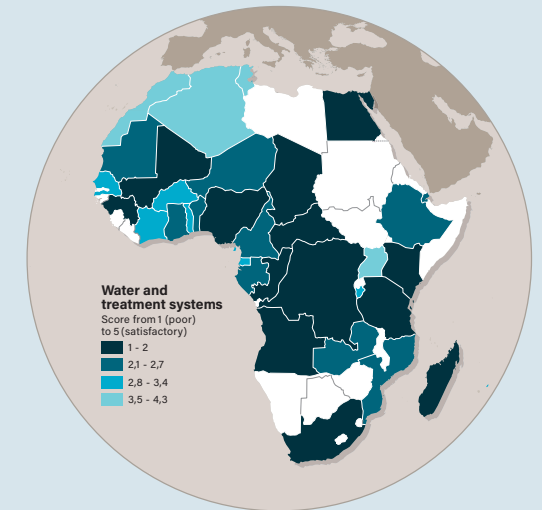 Water and
treatment systems
Score from 1 (poor)
to 5 (satisfactory)
1 - 2
2,1 - 2,7
2,8 - 3,4
3,5 - 4,3